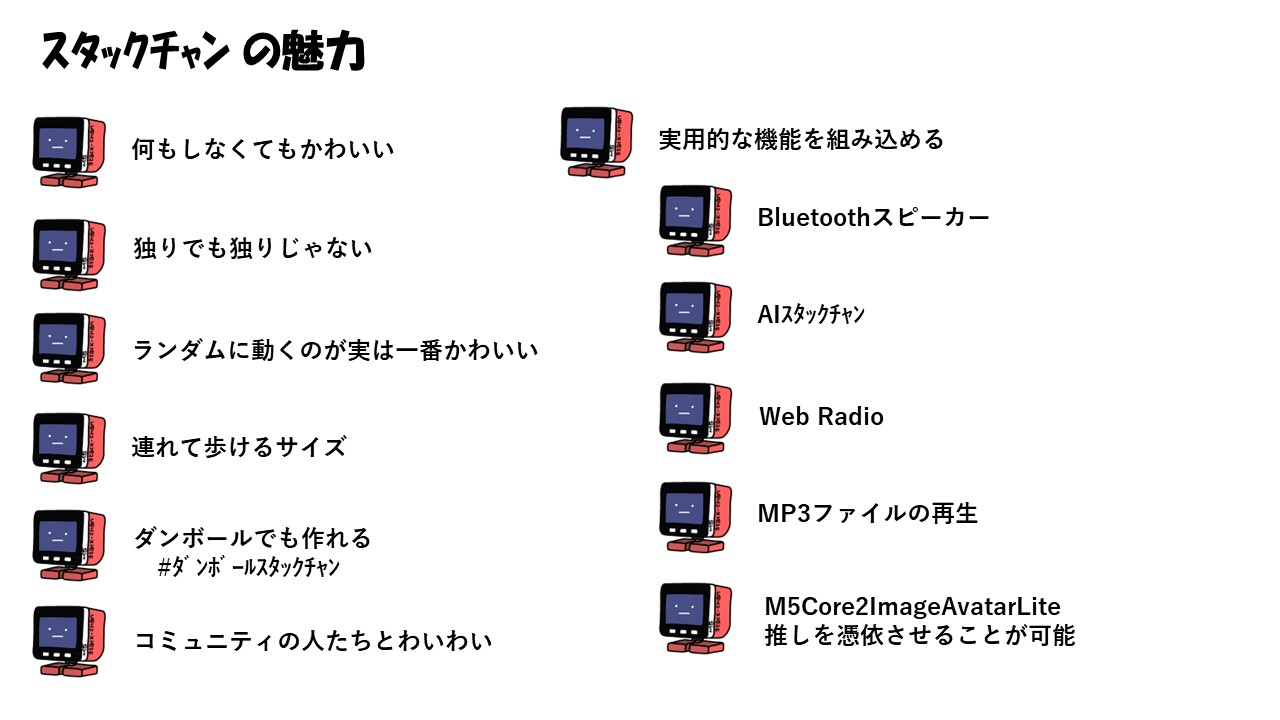 ｽﾀｯｸﾁｬﾝ の魅力
何もしなくてもかわいい
独りでも独りじゃない
ランダムに動くのが実は一番かわいい
連れて歩けるサイズ
ダンボールでも作れる
#ﾀﾞﾝﾎﾞｰﾙｽﾀｯｸﾁｬﾝ
コミュニティの人たちとわいわい
実用的な機能を組み込める
Bluetoothスピーカー
AIｽﾀｯｸﾁｬﾝ
Web Radio
MP3ファイルの再生
M5Core2ImageAvatarLite
推しを憑依させることが可能